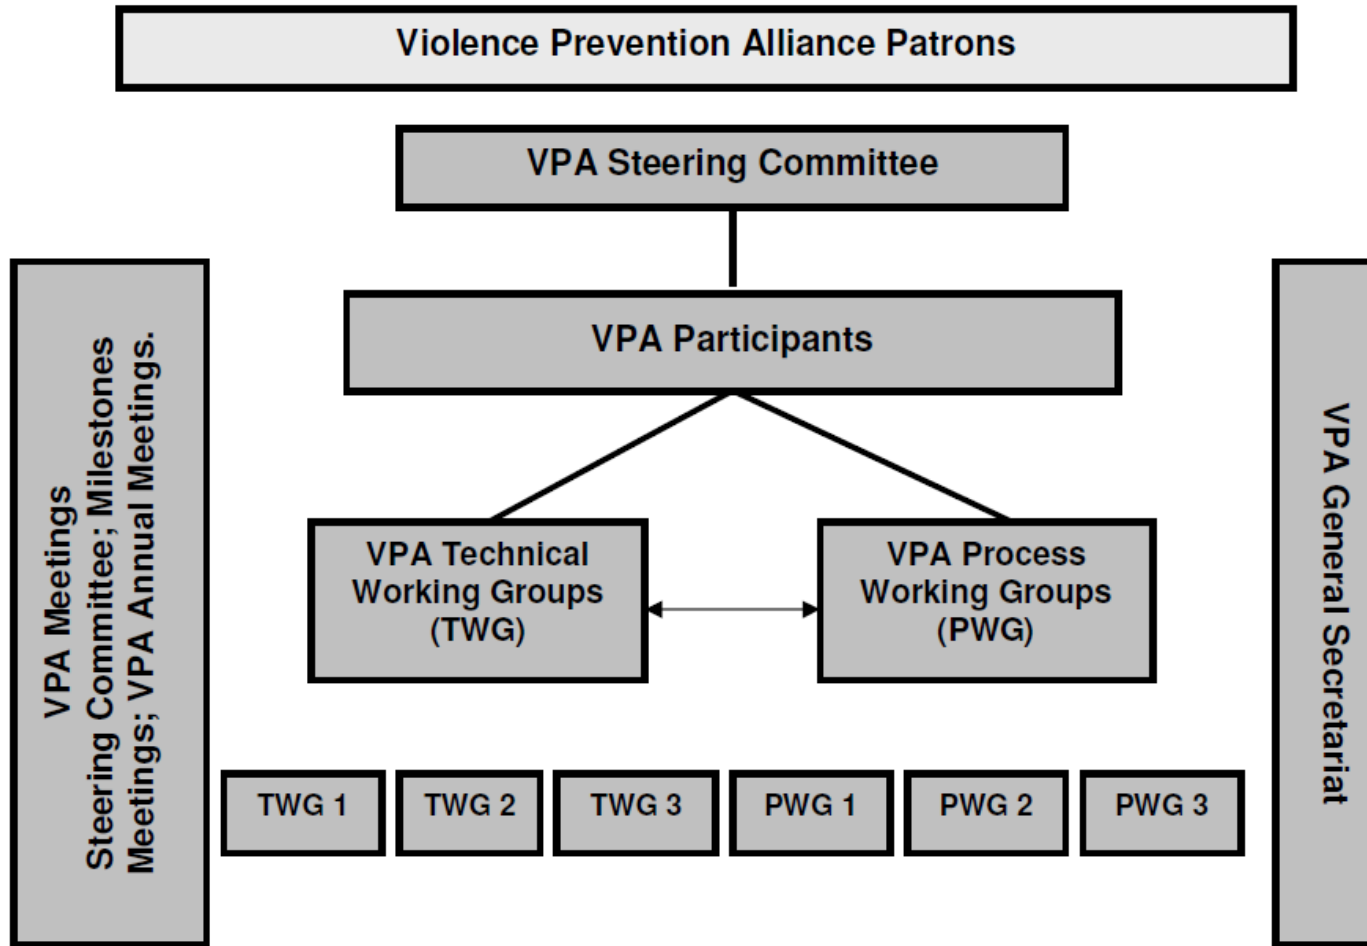 Violence Prevention Alliance Patrons
VPA Steering Committee
VPA Participants
VPA Meetings
Steering Committee; Milestones
Meetings; VPA Annual Meetings.
VPA Technical
Working Groups
(TWG)
VPA Process
Working Groups
(PWG)
VPA General Secretariat
TWG 1
TWG 2
TWG 3
PWG 1
PWG 2
PWG 3